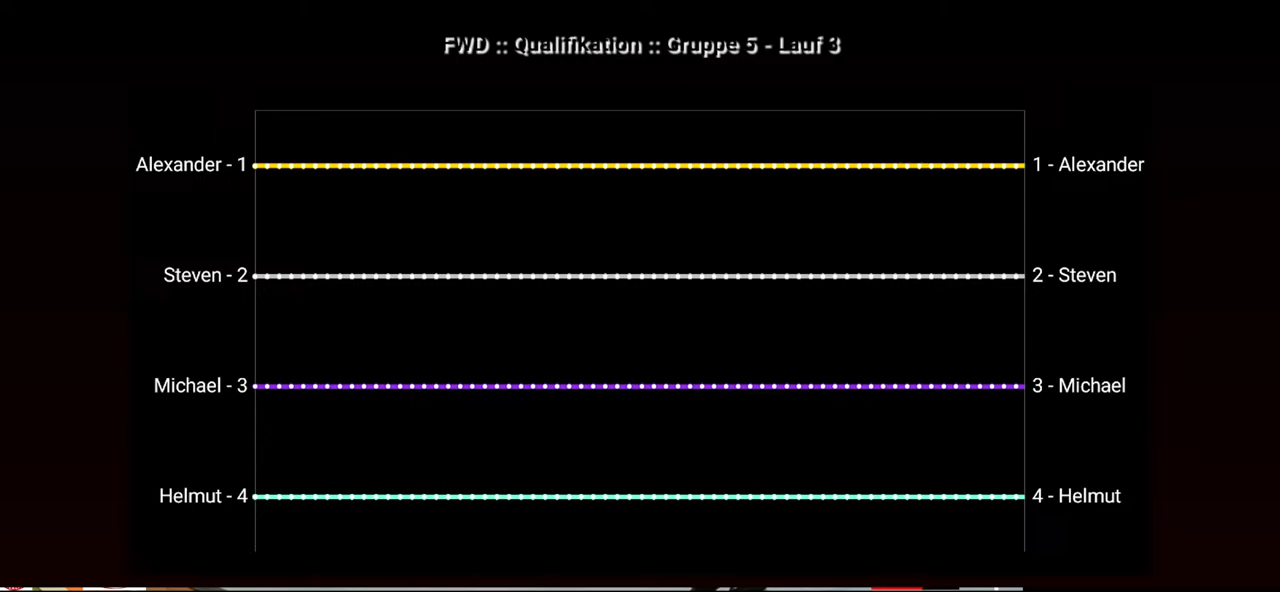 FWD :: Qualifikation :: Gruppe 5 - Lauf 3
Alexander - 1
1 - Alexander
Steven - 2
2 - Steven
Michael - 3
3 - Michael
Helmut - 4
4 - Helmut